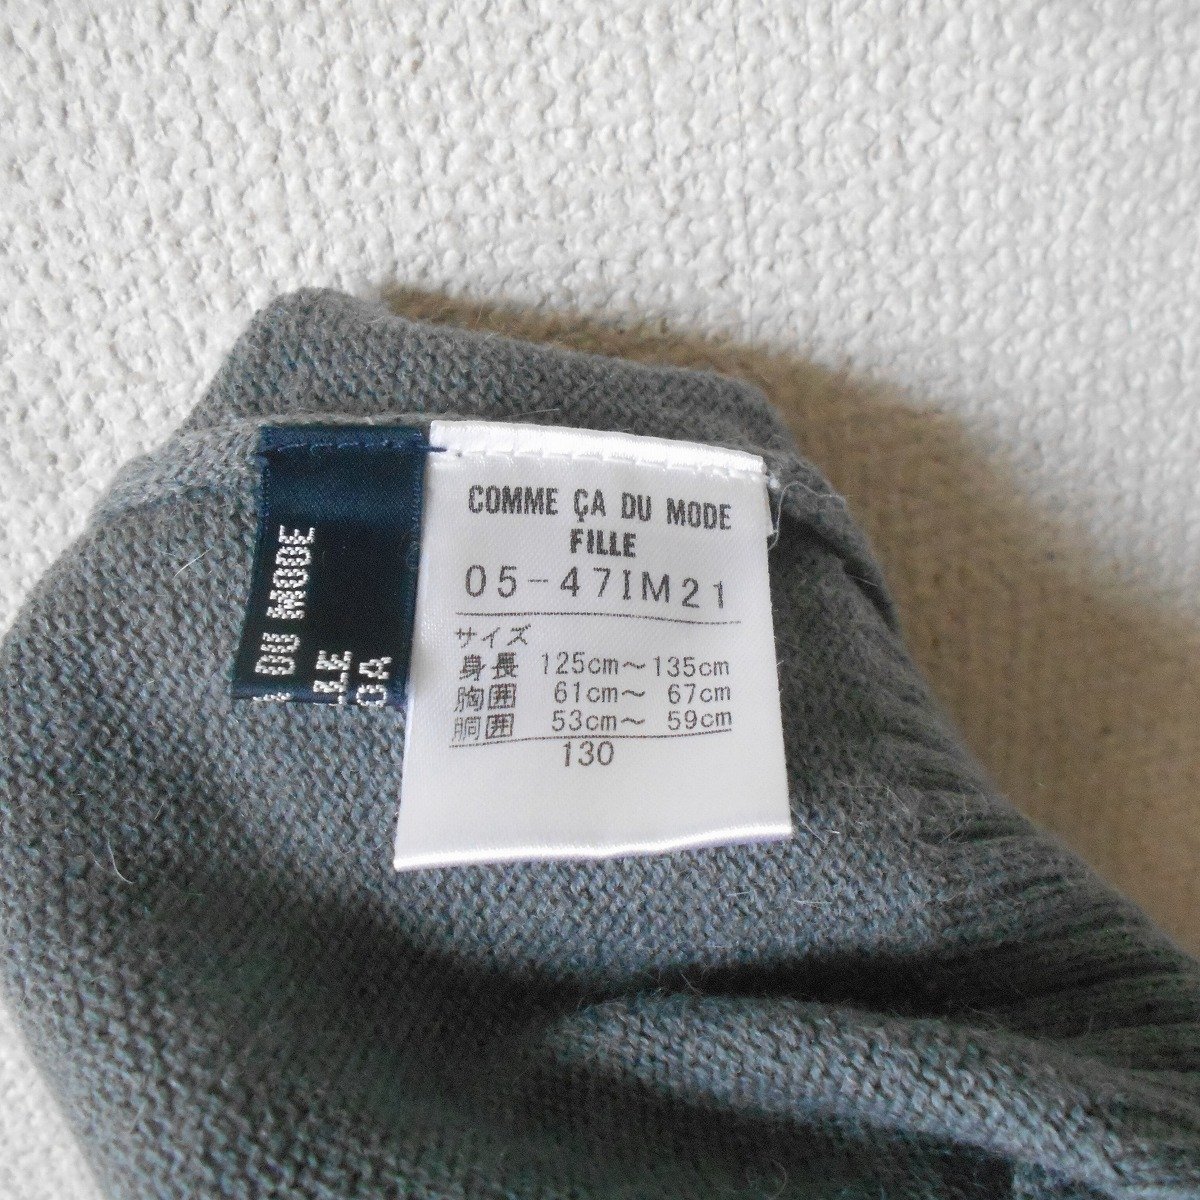 DU MODE
COMME ÇA DU MODE
FILLE
05-47IM21
サイズ
身長 125cm～135cm
胸囲 61cm～ 67cm
胴囲 53cm～ 59cm
130